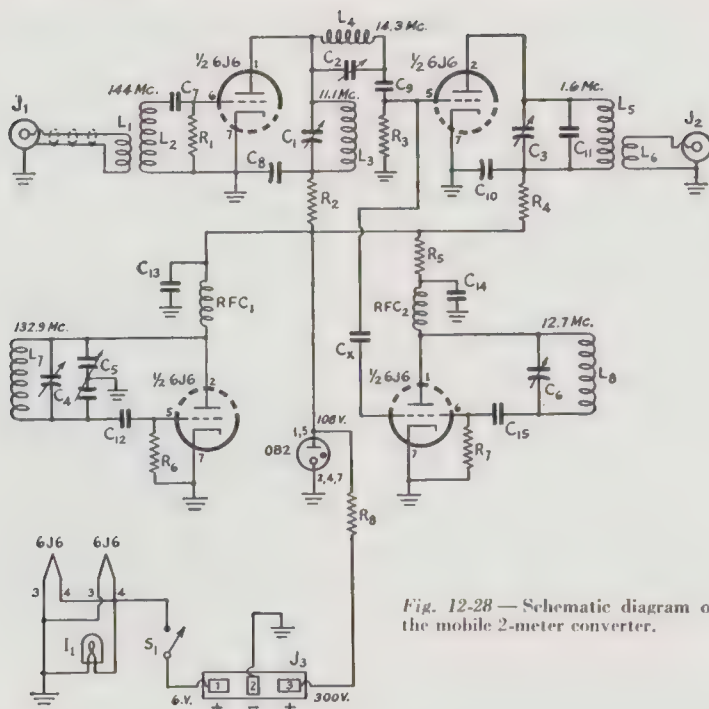 L4
14.3 Mc.
½ 6J6
1
C2
½ 6J6
2
144 Mc.
C7
6
11.1 Mc.
C9
5
1.6 Mc.
J1
L1
L2
R1
7
C1
L3
R3
7
C3
C11
L5
L6
J2
C8
C10
R2
R4
C13
RFC1
R5
RFC2
C14
132.9 Mc.
L7
C4
C5
½ 6J6
2
Cx
12.7 Mc.
½ 6J6
1
C6
L8
C12
5
R6
7
108 V.
1,5
OB2
2,4,7
5
6
7
R7
C15
R8
6J6
6J6
3
4
3
4
I1
S1
J3
6.V.
1
2
3
300V.
+
–
+
Fig. 12-28 — Schematic diagram o
the mobile 2-meter converter.